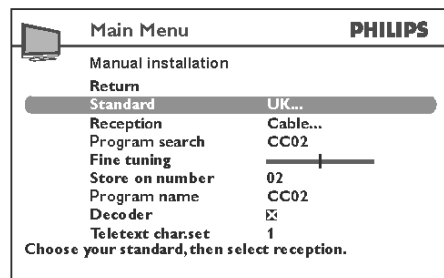 Main Menu PHILIPS
Manual installation
Return
Standard UK...
Reception Cable...
Program search CC02
Fine tuning
Store on number 02
Program name CC02
Decoder
Teletext char.set 1
Choose your standard, then select reception.